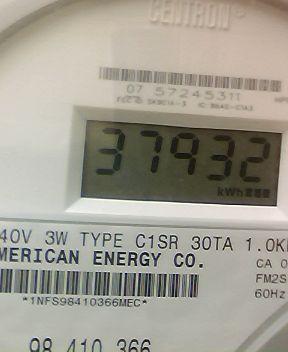 CENTRON®
07 57245311
37932
kWh
40V 3W TYPE C1SR 30TA 1.0K
MERICAN ENERGY CO.
CA 0
FM2S
60Hz
*1NFS98410366MEC*
98 410 366